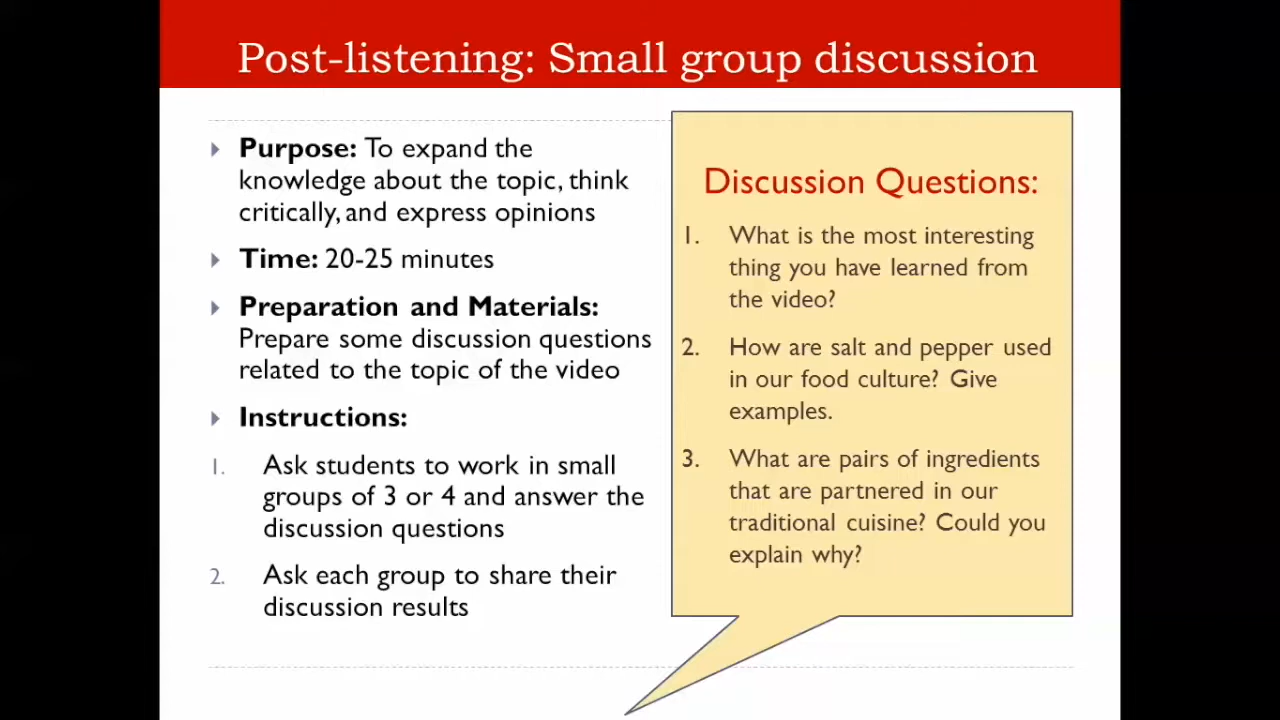 Post-listening: Small group discussion
Purpose: To expand the
knowledge about the topic, think
critically, and express opinions
Time: 20-25 minutes
Preparation and Materials:
Prepare some discussion questions
related to the topic of the video
Instructions:
1. Ask students to work in small
groups of 3 or 4 and answer the
discussion questions
2. Ask each group to share their
discussion results
Discussion Questions:
1. What is the most interesting
thing you have learned from
the video?
2. How are salt and pepper used
in our food culture? Give
examples.
3. What are pairs of ingredients
that are partnered in our
traditional cuisine? Could you
explain why?